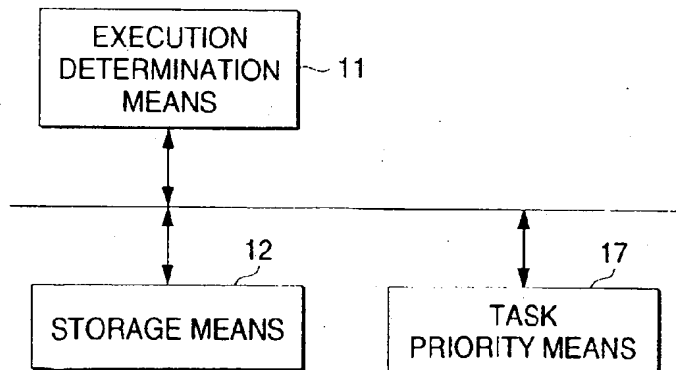 EXECUTION
DETERMINATION
MEANS
11
12
STORAGE MEANS
17
TASK
PRIORITY MEANS